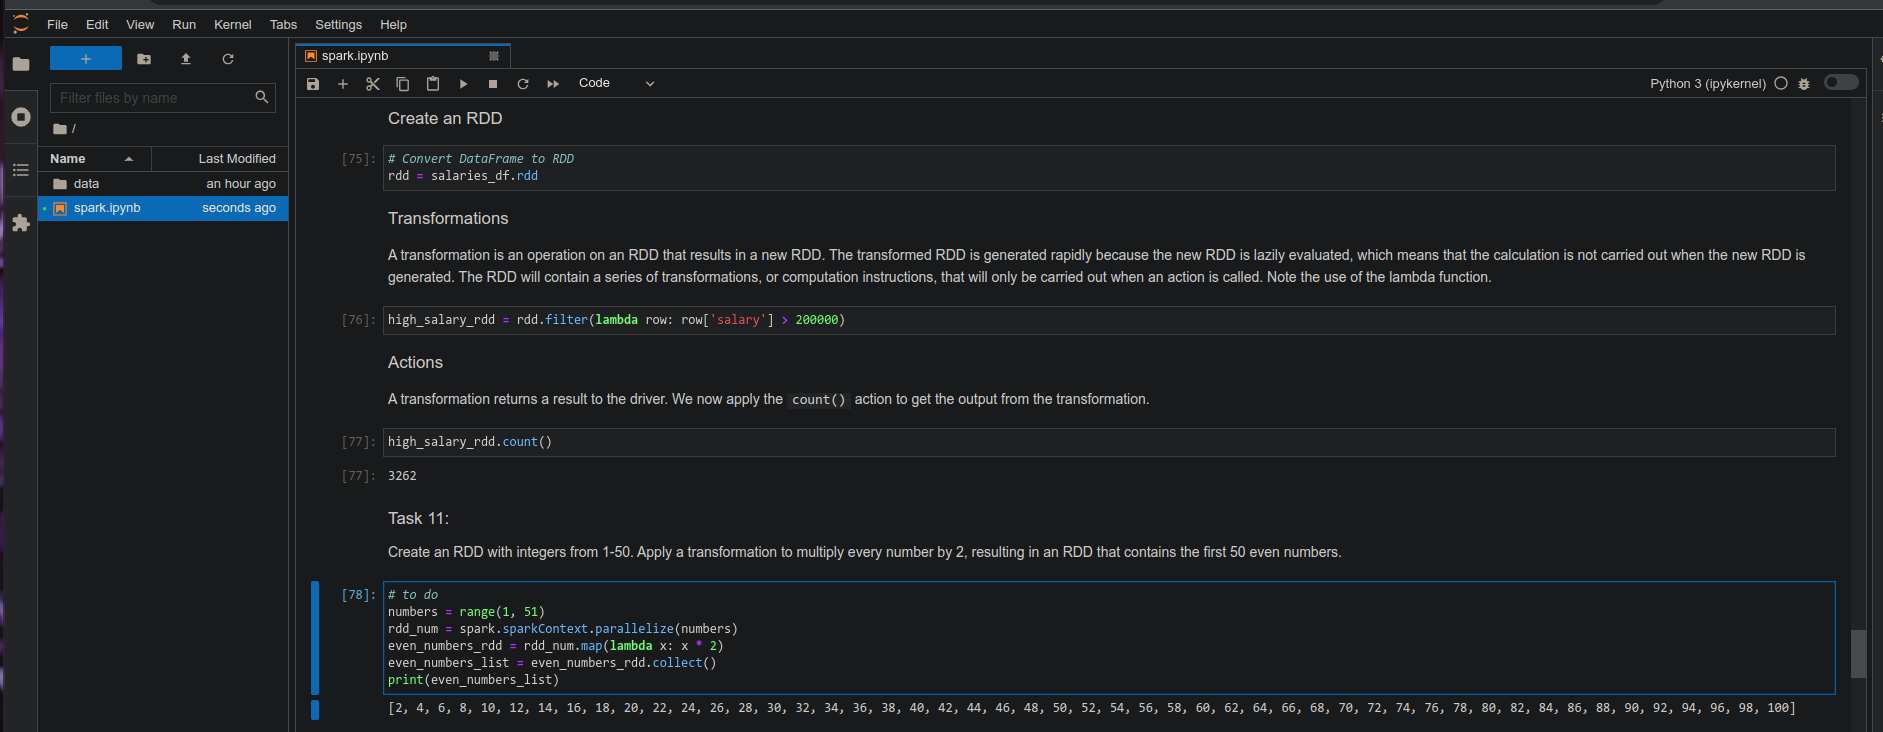 File Edit View Run Kernel Tabs Settings Help
Filter files by name
/
Name Last Modified
data an hour ago
spark.ipynb seconds ago
spark.ipynb
Code
Python 3 (ipykernel)
Create an RDD
[75]: # Convert DataFrame to RDD
rdd = salaries_df.rdd
Transformations
A transformation is an operation on an RDD that results in a new RDD. The transformed RDD is generated rapidly because the new RDD is lazily evaluated, which means that the calculation is not carried out when the new RDD is
generated. The RDD will contain a series of transformations, or computation instructions, that will only be carried out when an action is called. Note the use of the lambda function.
[76]: high_salary_rdd = rdd.filter(lambda row: row['salary'] > 200000)
Actions
A transformation returns a result to the driver. We now apply the count() action to get the output from the transformation.
[77]: high_salary_rdd.count()
[77]: 3262
Task 11:
Create an RDD with integers from 1-50. Apply a transformation to multiply every number by 2, resulting in an RDD that contains the first 50 even numbers.
[78]: # to do
numbers = range(1, 51)
rdd_num = spark.sparkContext.parallelize(numbers)
even_numbers_rdd = rdd_num.map(lambda x: x * 2)
even_numbers_list = even_numbers_rdd.collect()
print(even_numbers_list)
[2, 4, 6, 8, 10, 12, 14, 16, 18, 20, 22, 24, 26, 28, 30, 32, 34, 36, 38, 40, 42, 44, 46, 48, 50, 52, 54, 56, 58, 60, 62, 64, 66, 68, 70, 72, 74, 76, 78, 80, 82, 84, 86, 88, 90, 92, 94, 96, 98, 100]